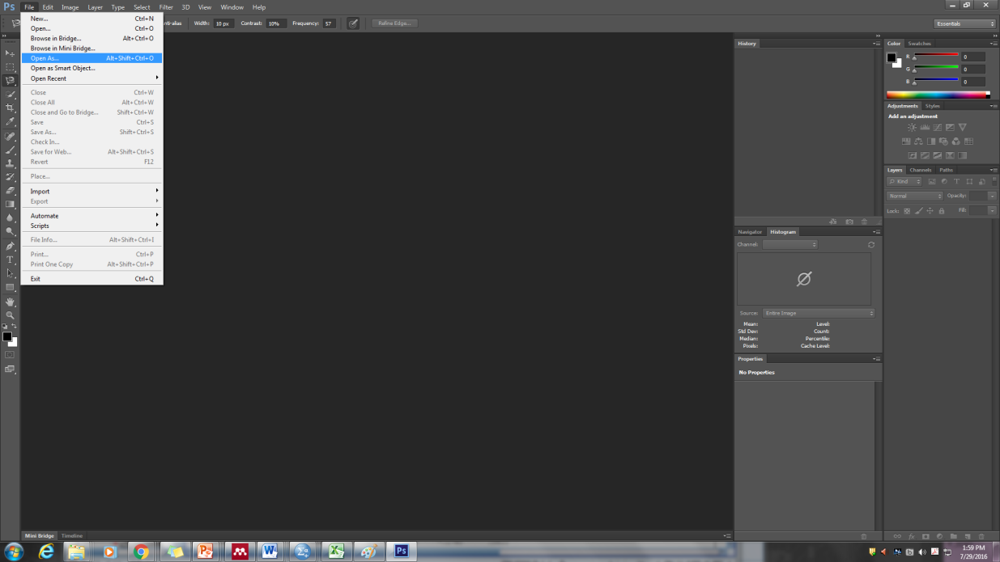 Ps File Edit Image Layer Type Select Filter 3D View Window Help
nti-alias Width: 10 px Contrast: 10% Frequency: 57 Refine Edge... Essentials
New... Ctrl+N
Open... Ctrl+O
Browse in Bridge... Alt+Ctrl+O
Browse in Mini Bridge...
Open As... Alt+Shift+Ctrl+O
Open as Smart Object...
Open Recent
Close Ctrl+W
Close All Alt+Ctrl+W
Close and Go to Bridge... Shift+Ctrl+W
Save Ctrl+S
Save As... Shift+Ctrl+S
Check In...
Save for Web... Alt+Shift+Ctrl+S
Revert F12
Place...
Import
Export
Automate
Scripts
File Info... Alt+Shift+Ctrl+I
Print... Ctrl+P
Print One Copy Alt+Shift+Ctrl+P
Exit Ctrl+Q
History
Navigator Histogram
Channel:
Source: Entire Image
Mean: Level:
Std Dev: Count:
Median: Percentile:
Pixels: Cache Level:
Properties
No Properties
Color Swatches
R 0
G 0
B 0
Adjustments Styles
Add an adjustment
Layers Channels Paths
Kind
Normal Opacity:
Lock: Fill:
Mini Bridge Timeline
1:59 PM
7/29/2016